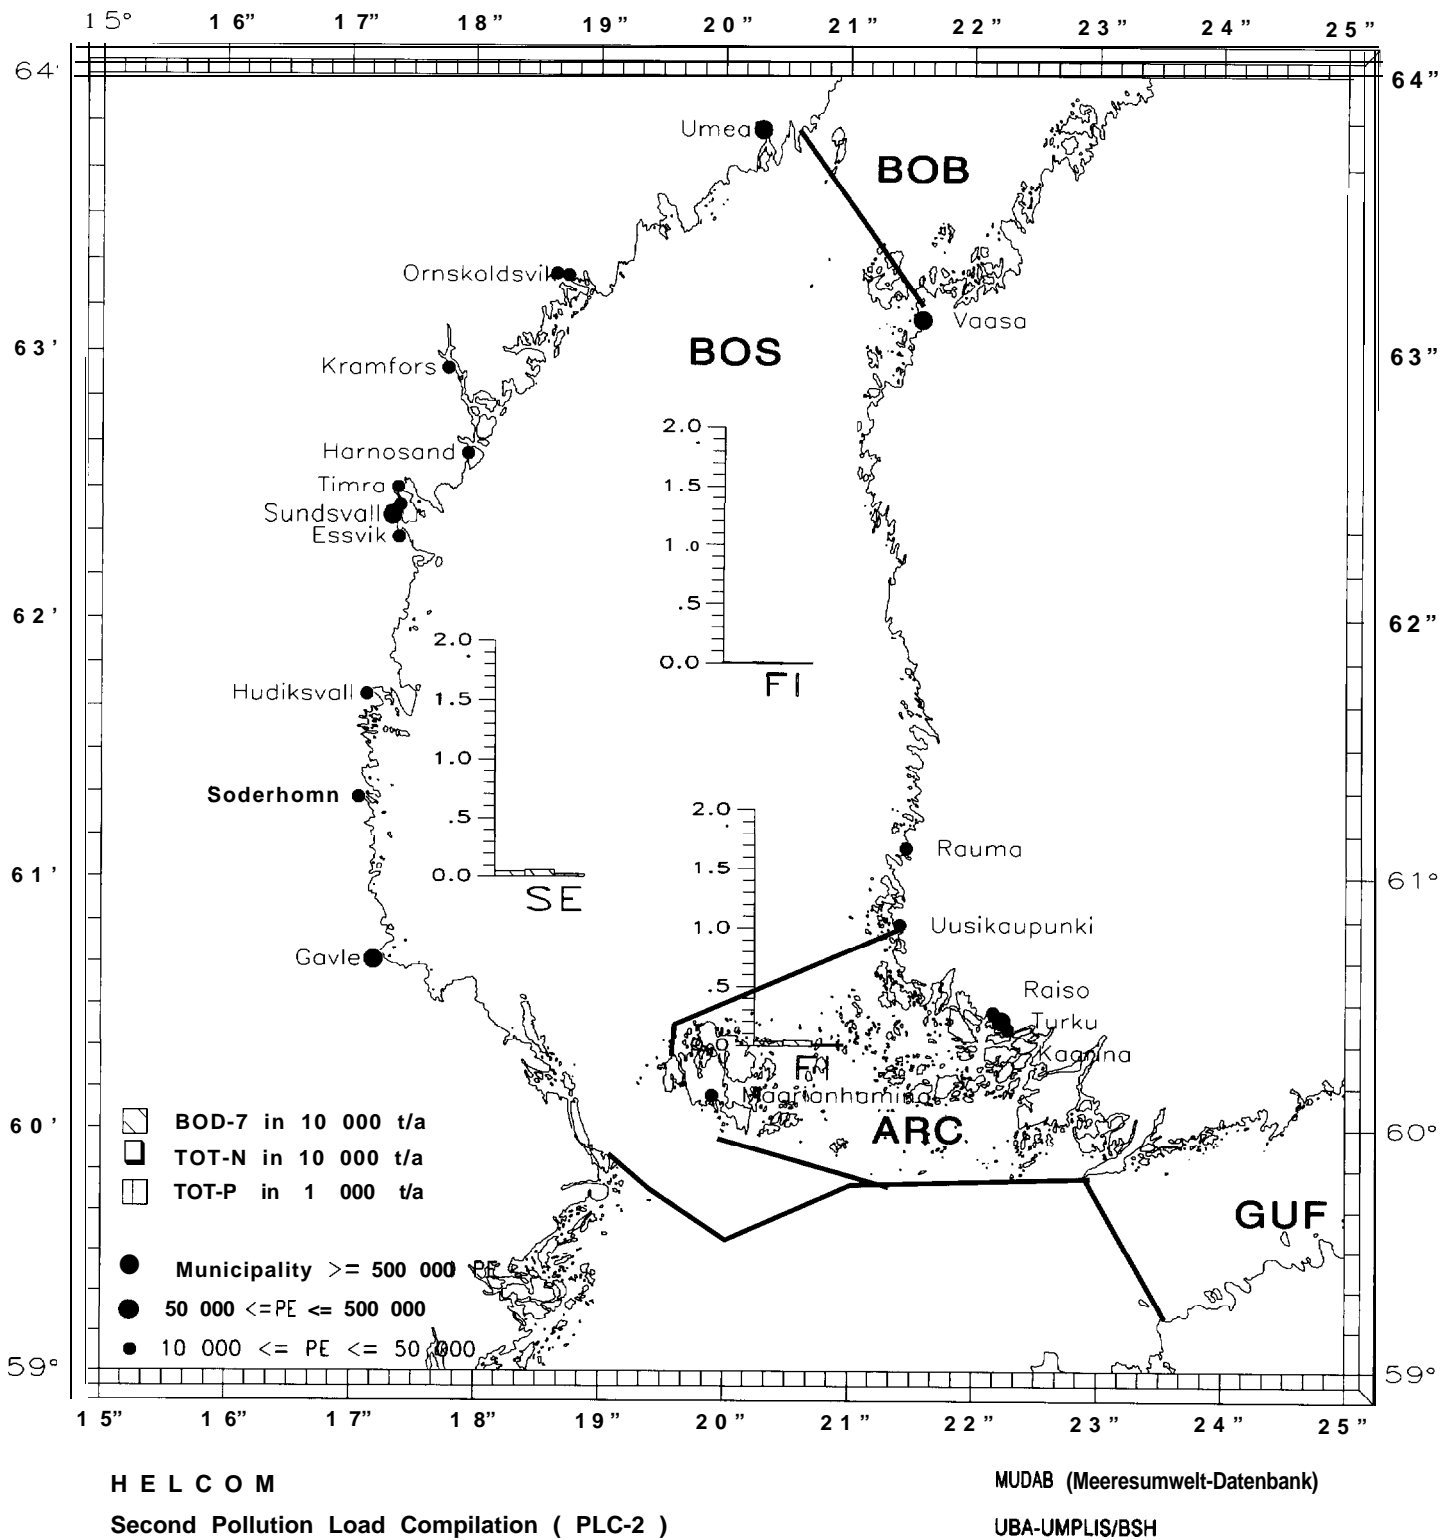 15° 16" 17" 18" 19" 20" 21" 22" 23" 24" 25"
64' 64"
Umea
BOB
Ornskoldsvik
Vaasa
63' 63"
BOS
Kramfors
2.0
Harnosand
Timra
1.5
Sundsvall
Essvik
1.0
.5
62' 62"
2.0
0.0
FI
Hudiksvall
1.5
1.0
Soderhomn
2.0
.5
Rauma
1.5
61' 61°
0.0
SE
Uusikaupunki
1.0
Gavle
.5
Raiso
Turku
0.0
Kaarina
FI
Maarianhamina
BOD-7 in 10 000 t/a
ARC
60' 60°
TOT-N in 10 000 t/a
TOT-P in 1 000 t/a
GUF
Municipality >= 500 000 PE
50 000 <= PE <= 500 000
10 000 <= PE <= 50 000
59° 59°
15" 16" 17" 18" 19" 20" 21" 22" 23" 24" 25"
HELCOM
MUDAB (Meeresumwelt-Datenbank)
Second Pollution Load Compilation ( PLC-2 )
UBA-UMPLIS/BSH